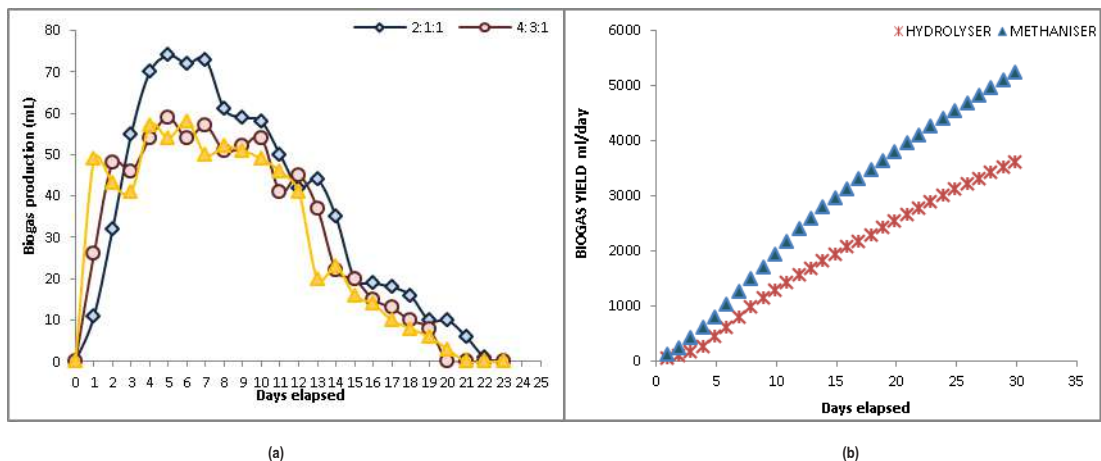 2:1:1 4:3:1
Biogas production (mL)
80
70
60
50
40
30
20
10
0
0 1 2 3 4 5 6 7 8 9 10 11 12 13 14 15 16 17 18 19 20 21 22 23 24 25
Days elapsed
(a)
HYDROLYSER METHANISER
BIOGAS YIELD ml/day
6000
5000
4000
3000
2000
1000
0
0 5 10 15 20 25 30 35
Days elapsed
(b)